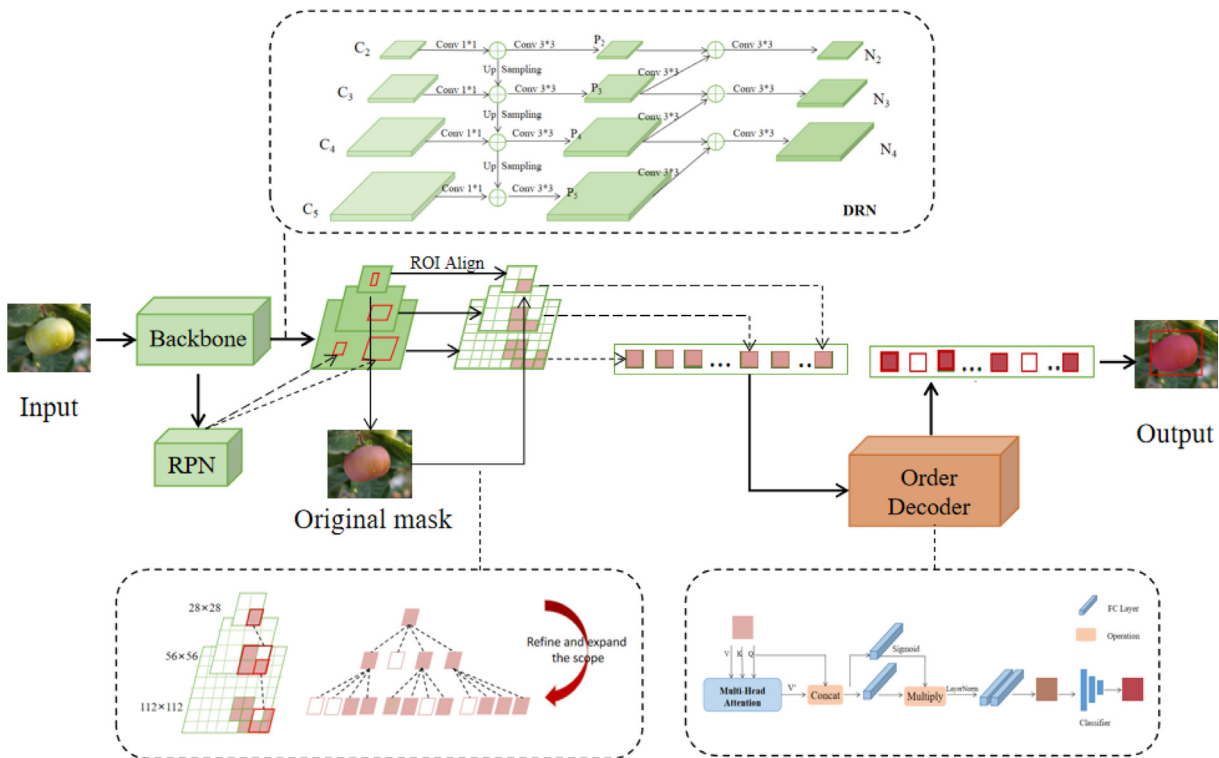 C2 Conv 1*1 Conv 3*3 P2 Conv 3*3 N2
Up Sampling Conv 3*3
C3 Conv 1*1 Conv 3*3 P3 Conv 3*3 N3
Up Sampling Conv 3*3
C4 Conv 1*1 Conv 3*3 P4 Conv 3*3 N4
Up Sampling Conv 3*3
C5 Conv 1*1 Conv 3*3 P5
DRN
ROI Align
Backbone
Input
RPN
Original mask
...
..
...
..
Output
Order
Decoder
28×28
56×56
112×112
Refine and expand
the scope
V K Q
Multi-Head
Attention
V'
Concat
Sigmoid
Multiply
LayerNorm
FC Layer
Operation
Classifier